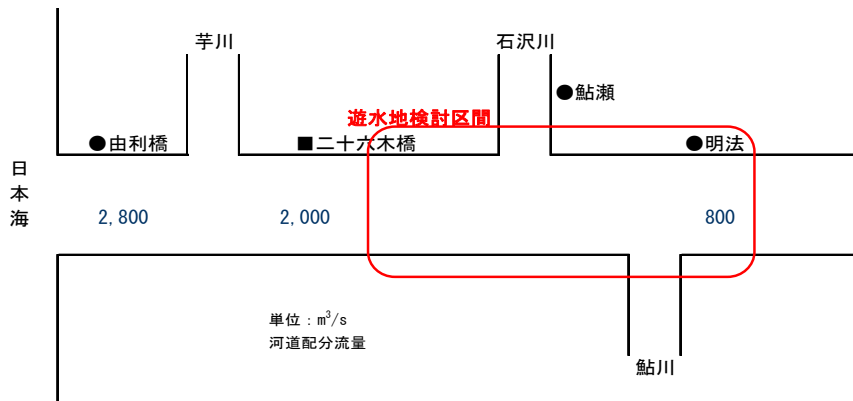 芋川
石沢川
●鮎瀬
遊水地検討区間
●由利橋
■二十六木橋
●明法
日本海
2,800
2,000
800
単位：m³/s
河道配分流量
鮎川